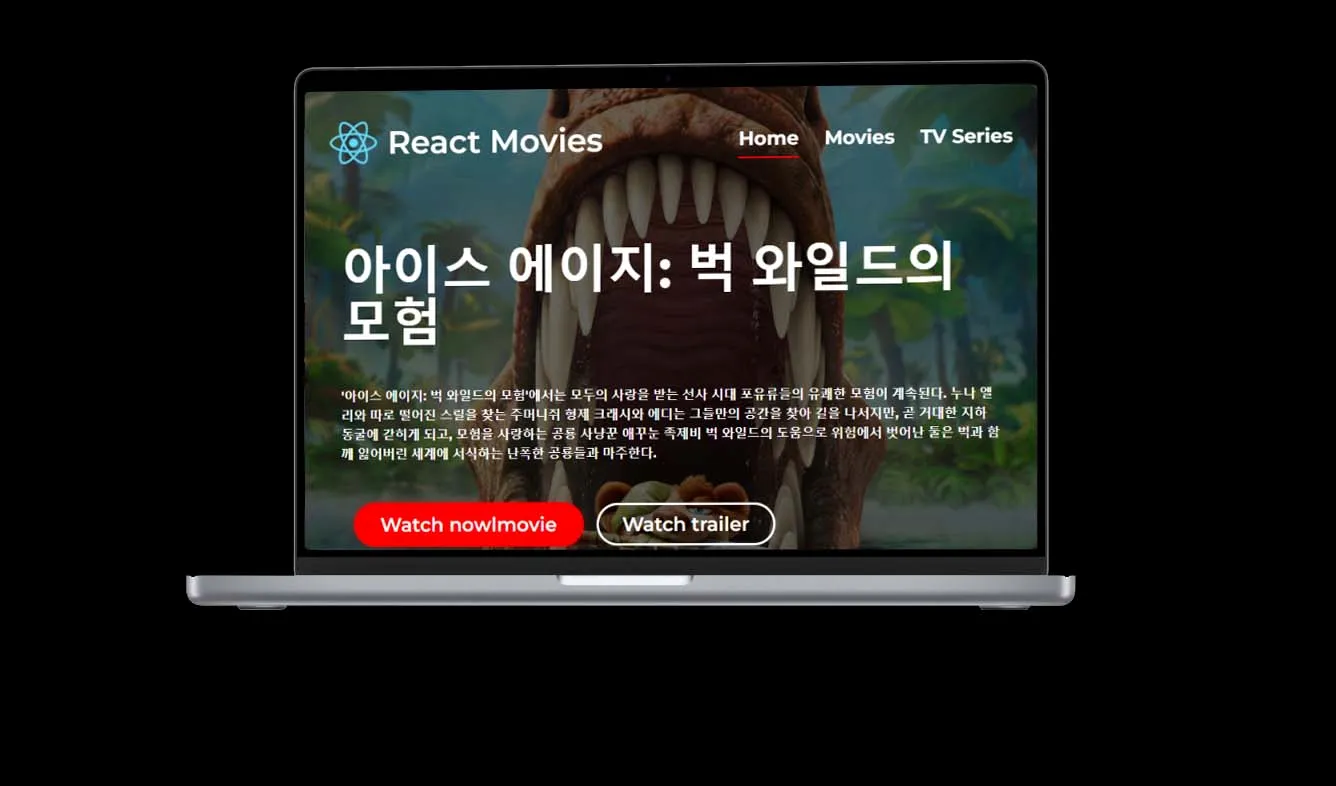 React Movies
Home Movies TV Series
아이스 에이지: 벅 와일드의
모험
'아이스 에이지: 벅 와일드의 모험'에서는 모두의 사랑을 받는 선사 시대 포유류들의 유쾌한 모험이 계속된다. 누나 엘
리와 따로 떨어진 스릴을 찾는 주머니쥐 형제 크래시와 에디는 그들만의 공간을 찾아 길을 나서지만, 곧 거대한 지하
동굴에 갇히게 되고, 모험을 사랑하는 공룡 사냥꾼 애꾸눈 족제비 벅 와일드의 도움으로 위험에서 벗어난 둘은 벅과 함
께 잃어버린 세계에 서식하는 난폭한 공룡들과 마주한다.
Watch nowlmovie Watch trailer